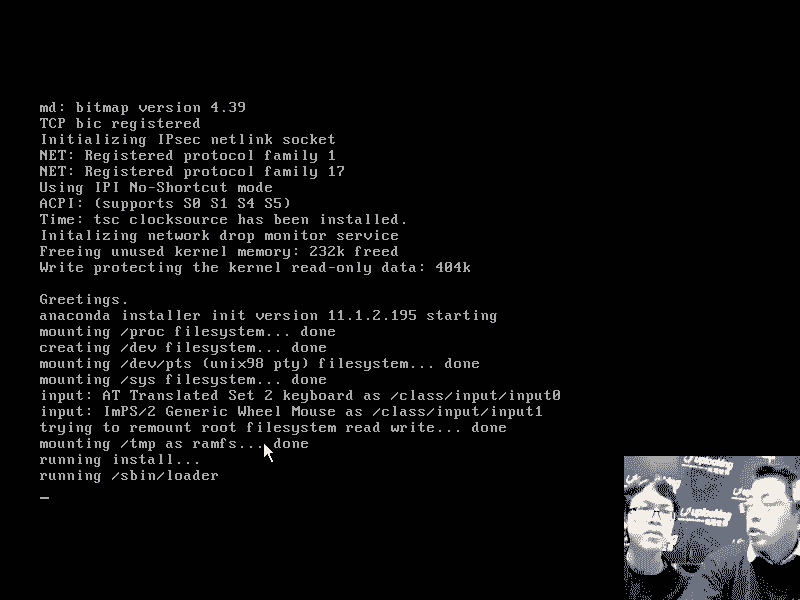 md: bitmap version 4.39
TCP bic registered
Initializing IPsec netlink socket
NET: Registered protocol family 1
NET: Registered protocol family 17
Using IPI No-Shortcut mode
ACPI: (supports S0 S1 S4 S5)
Time: tsc clocksource has been installed.
Initalizing network drop monitor service
Freeing unused kernel memory: 232k freed
Write protecting the kernel read-only data: 404k
Greetings.
anaconda installer init version 11.1.2.195 starting
mounting /proc filesystem... done
creating /dev filesystem... done
mounting /dev/pts (unix98 pty) filesystem... done
mounting /sys filesystem... done
input: AT Translated Set 2 keyboard as /class/input/input0
input: ImPS/2 Generic Wheel Mouse as /class/input/input1
trying to remount root filesystem read write... done
mounting /tmp as ramfs... done
running install...
running /sbin/loader